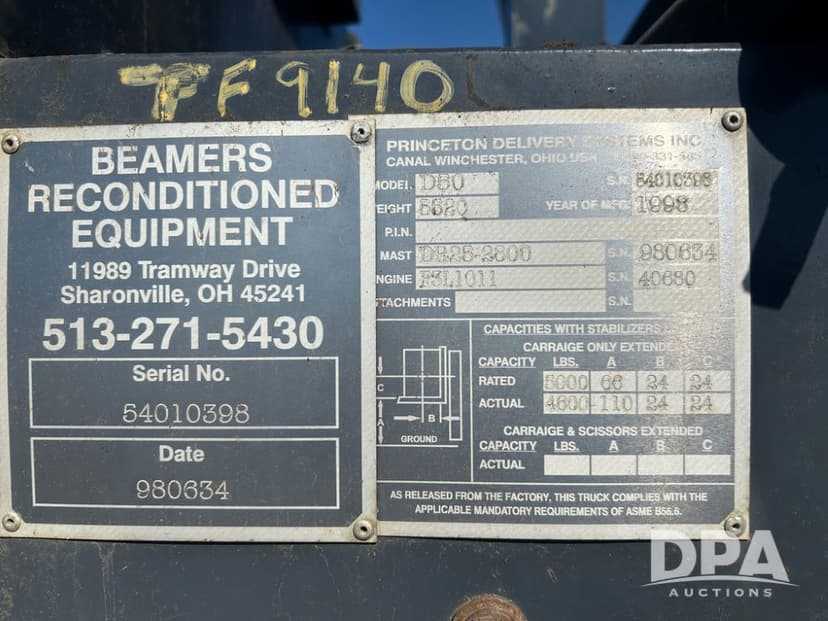 TPF9140
BEAMERS
RECONDITIONED
EQUIPMENT
11989 Tramway Drive
Sharonville, OH 45241
513-271-5430
Serial No.
54010398
Date
980634
PRINCETON DELIVERY SYSTEMS INC
CANAL WINCHESTER, OHIO USA
MODEL D50 S.N. 54010398
WEIGHT 5520 YEAR OF MFG. 1998
P.I.N.
MAST DR25-2800 S.N. 980634
ENGINE F3L1011 S.N. 40680
ATTACHMENTS S.N.
CAPACITIES WITH STABILIZERS
CARRAIGE ONLY EXTENDED
CAPACITY LBS. A B C
RATED 5000 66 24 24
ACTUAL 4600 110 24 24
CARRAIGE & SCISSORS EXTENDED
CAPACITY LBS. A B C
ACTUAL
C
A
B
GROUND
AS RELEASED FROM THE FACTORY, THIS TRUCK COMPLIES WITH THE
APPLICABLE MANDATORY REQUIREMENTS OF ASME B56.6.
DPA
AUCTIONS